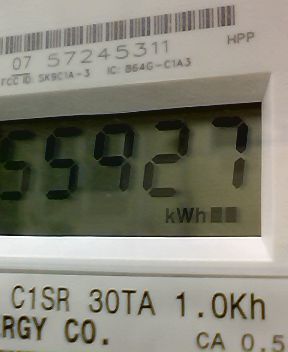 07 57245311
HPP
FCC ID: SK9C1A-3 IC: 864G-C1A3
55927
kWh
C1SR 30TA 1.0Kh
RGY CO.
CA 0.5